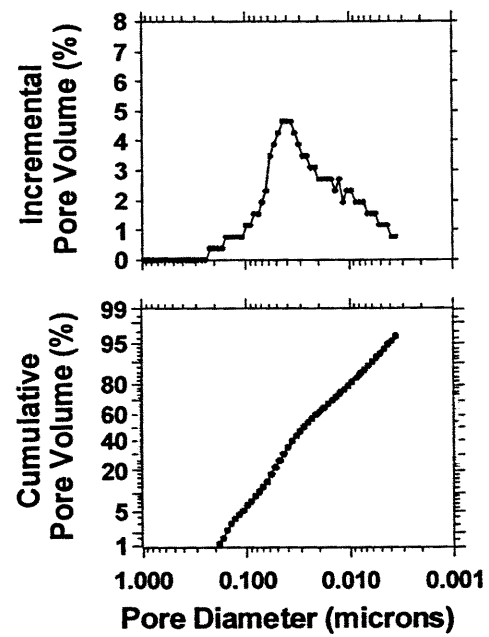 Incremental
Pore Volume (%)
8
7
6
5
4
3
2
1
0
Cumulative
Pore Volume (%)
99
95
80
60
40
20
5
1
1.000 0.100 0.010 0.001
Pore Diameter (microns)